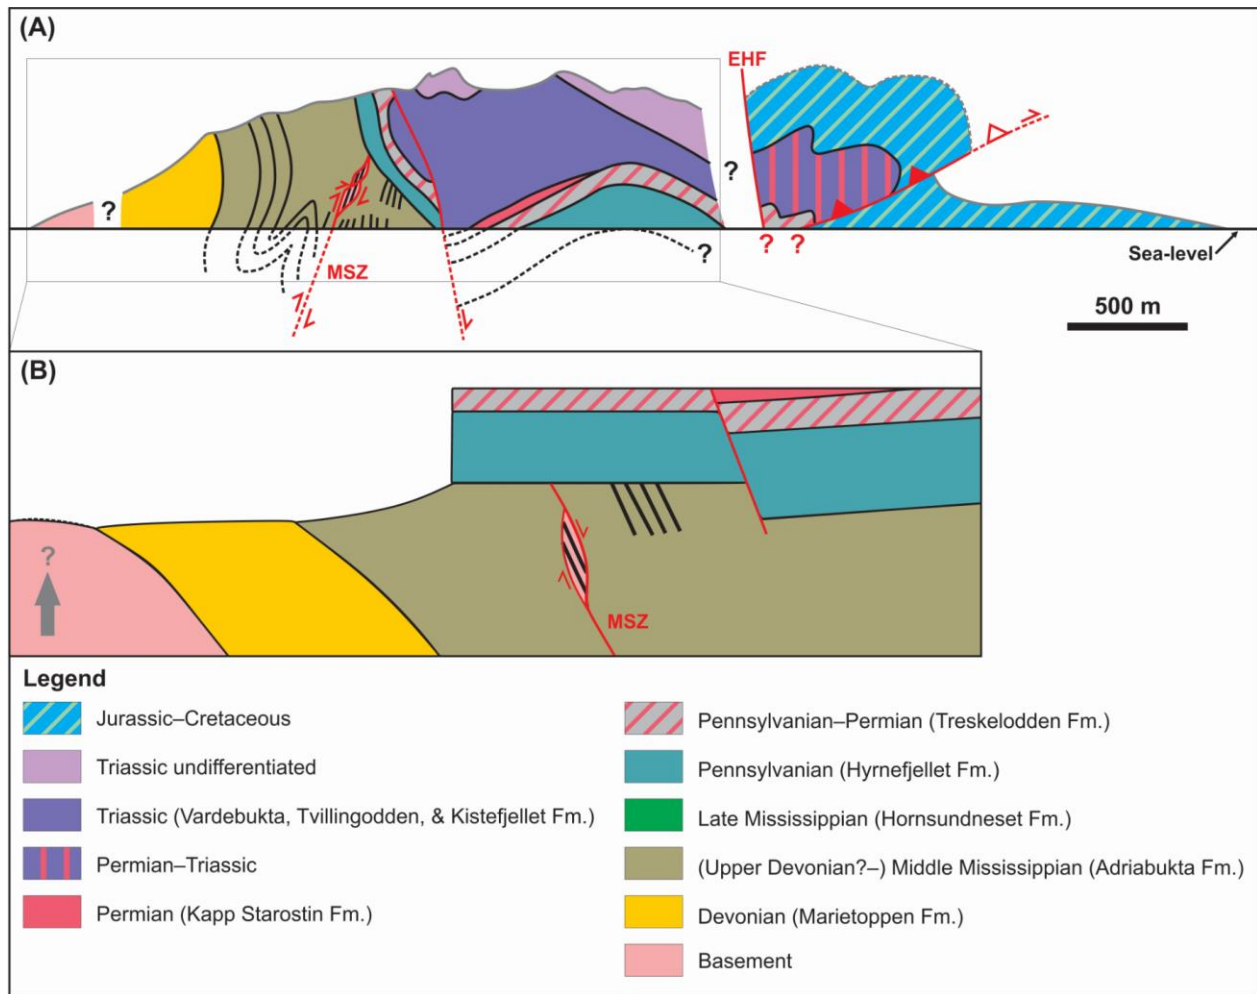 (A)
EHF
?
?
MSZ
?
? ?
Sea-level
500 m
(B)
?
MSZ
Legend
Jurassic–Cretaceous
Triassic undifferentiated
Triassic (Vardebukta, Tvillingodden, & Kistefjellet Fm.)
Permian–Triassic
Permian (Kapp Starostin Fm.)
Pennsylvanian–Permian (Treskelodden Fm.)
Pennsylvanian (Hyrnefjellet Fm.)
Late Mississippian (Hornsundneset Fm.)
(Upper Devonian?–) Middle Mississippian (Adriabukta Fm.)
Devonian (Marietoppen Fm.)
Basement